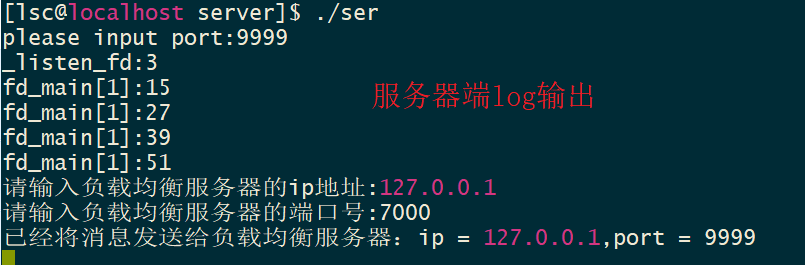 [lsc@localhost server]$ ./ser
please input port:9999
_listen_fd:3
fd_main[1]:15
服务器端log输出
fd_main[1]:27
fd_main[1]:39
fd_main[1]:51
请输入负载均衡服务器的ip地址:127.0.0.1
请输入负载均衡服务器的端口号:7000
已经将消息发送给负载均衡服务器：ip = 127.0.0.1,port = 9999